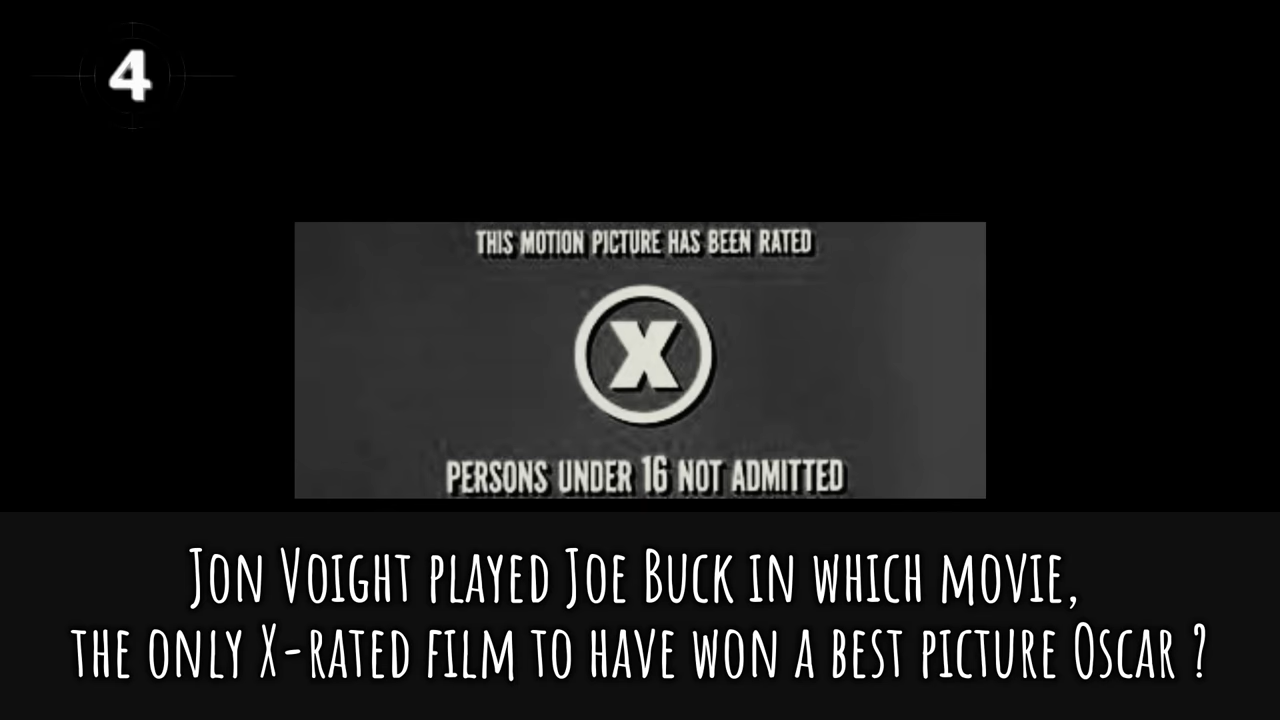 4
THIS MOTION PICTURE HAS BEEN RATED
X
PERSONS UNDER 16 NOT ADMITTED
Jon Voight played Joe Buck in which movie,
the only X-rated film to have won a best picture Oscar ?